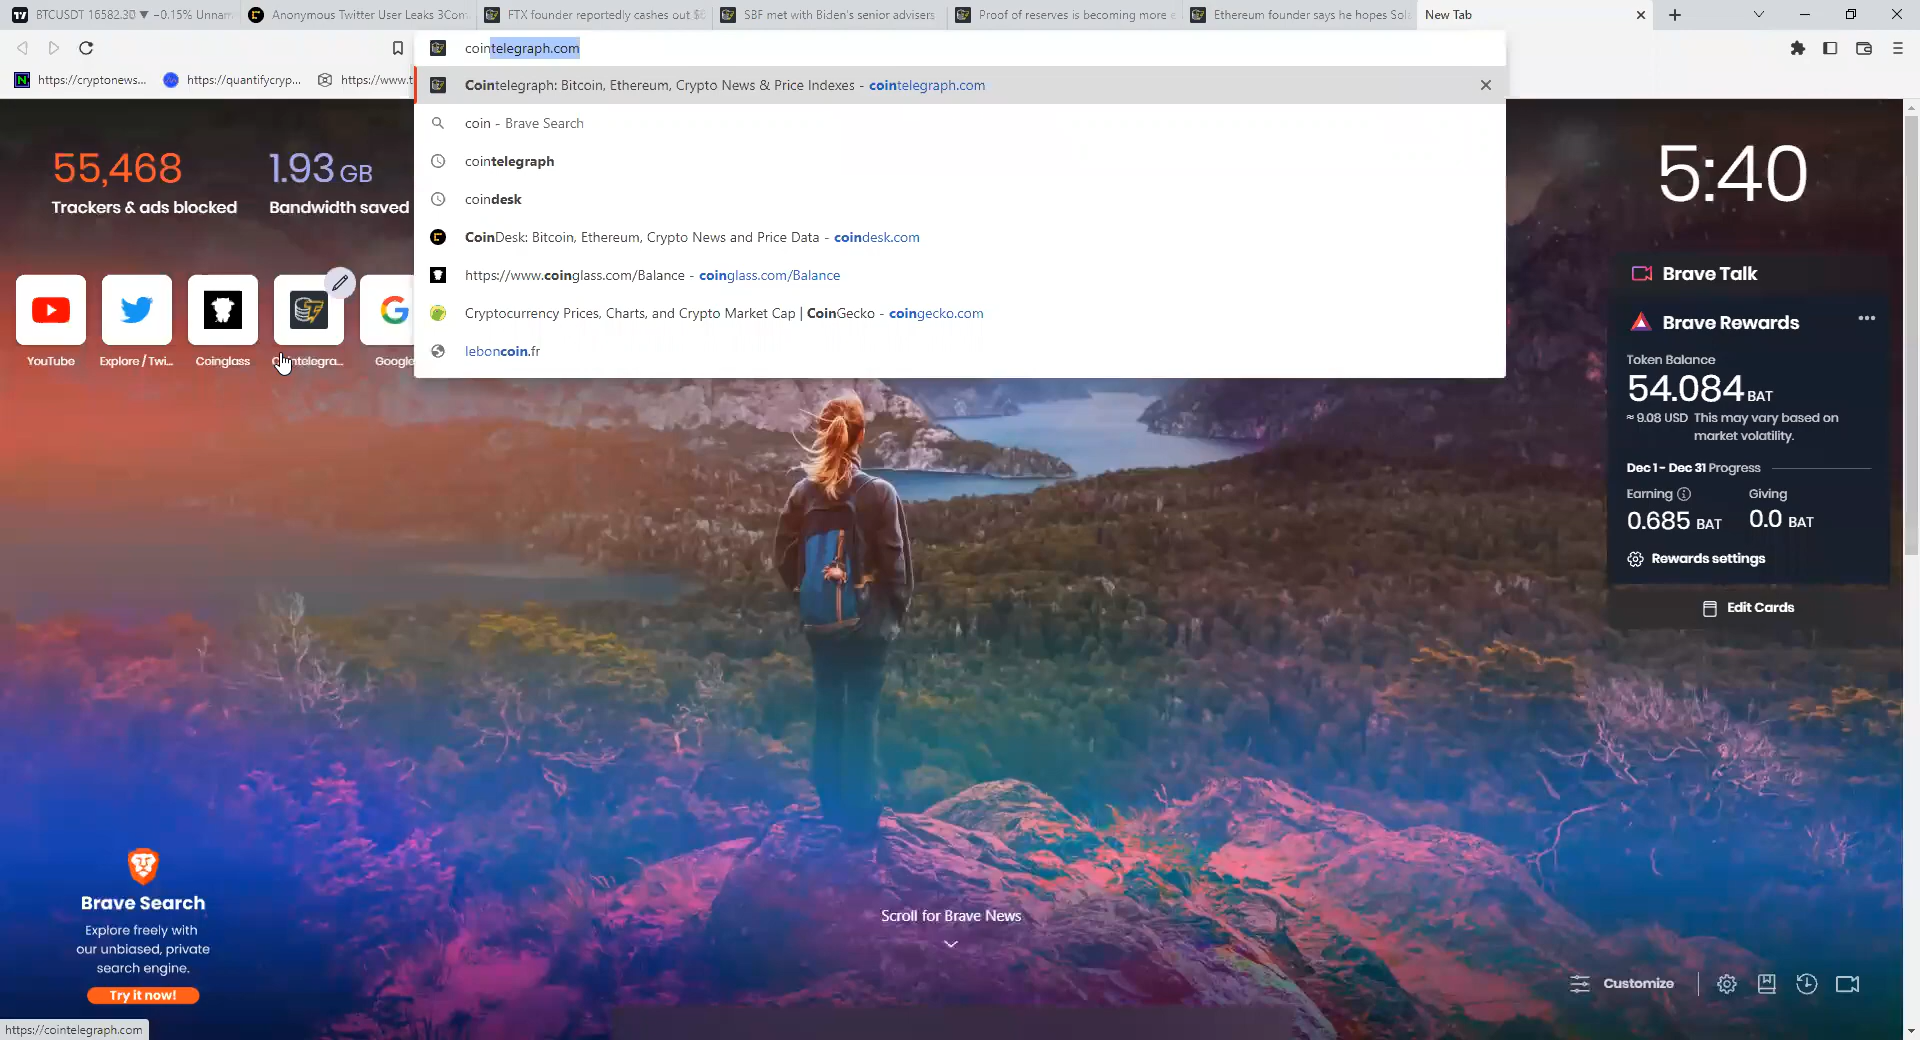 BTCUSDT 16582.30 ▼ −0.15% Unnam
Anonymous Twitter User Leaks 3Com
FTX founder reportedly cashes out $6
SBF met with Biden's senior advisers
Proof of reserves is becoming more e
Ethereum founder says he hopes Sol
New Tab
cointelegraph.com
https://cryptonews...
https://quantifycryp...
https://www.t
Cointelegraph: Bitcoin, Ethereum, Crypto News & Price Indexes - cointelegraph.com
coin - Brave Search
cointelegraph
coindesk
CoinDesk: Bitcoin, Ethereum, Crypto News and Price Data - coindesk.com
https://www.coinglass.com/Balance - coinglass.com/Balance
Cryptocurrency Prices, Charts, and Crypto Market Cap | CoinGecko - coingecko.com
leboncoin.fr
55,468
Trackers & ads blocked
1.93 GB
Bandwidth saved
YouTube
Explore / Twi...
Coinglass
Cointelegra...
Google
5:40
Brave Talk
Brave Rewards
Token Balance
54.084 BAT
≈ 9.08 USD This may vary based on
market volatility.
Dec 1 - Dec 31 Progress
Earning
Giving
0.685 BAT
0.0 BAT
Rewards settings
Edit Cards
Brave Search
Explore freely with
our unbiased, private
search engine.
Try it now!
Scroll for Brave News
Customize
https://cointelegraph.com